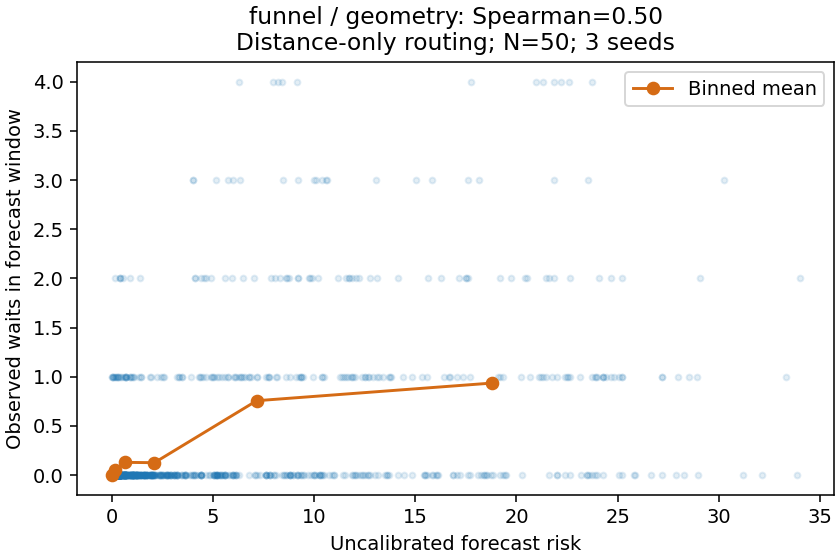 funnel / geometry: Spearman=0.50
Distance-only routing; N=50; 3 seeds
Binned mean
Observed waits in forecast window
4.0
3.5
3.0
2.5
2.0
1.5
1.0
0.5
0.0
0 5 10 15 20 25 30 35
Uncalibrated forecast risk